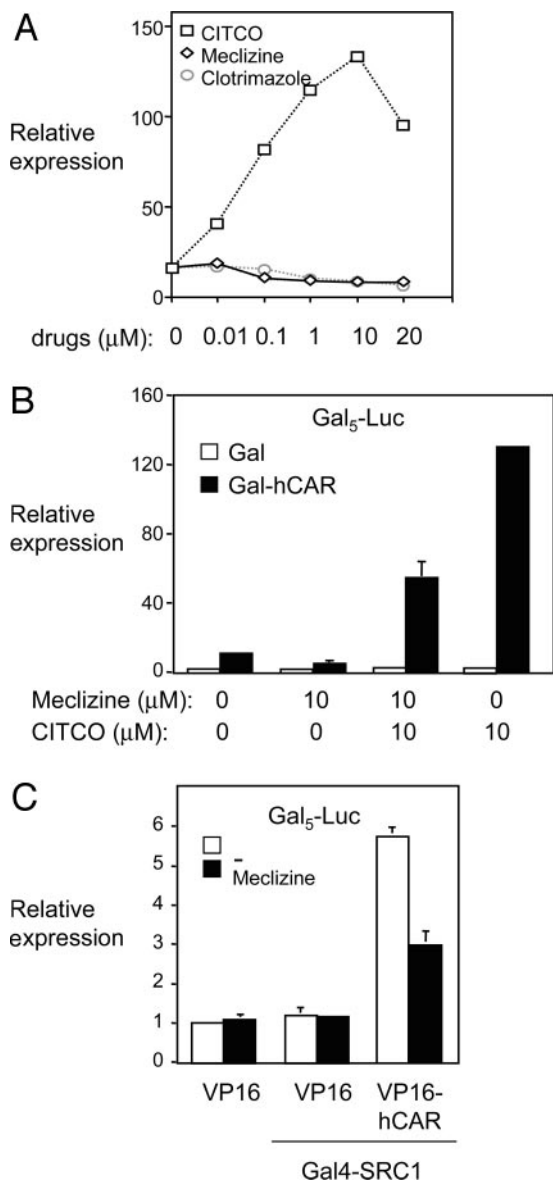 A
150
100
50
0
CITCO
Meclizine
Clotrimazole
Relative
expression
drugs (μM): 0 0.01 0.1 1 10 20
B
160
120
80
40
0
Gal₅-Luc
Gal
Gal-hCAR
Relative
expression
Meclizine (μM): 0 10 10 0
CITCO (μM): 0 0 10 10
C
6
5
4
3
2
1
0
Gal₅-Luc
-
Meclizine
Relative
expression
VP16 VP16 VP16-
hCAR
Gal4-SRC1